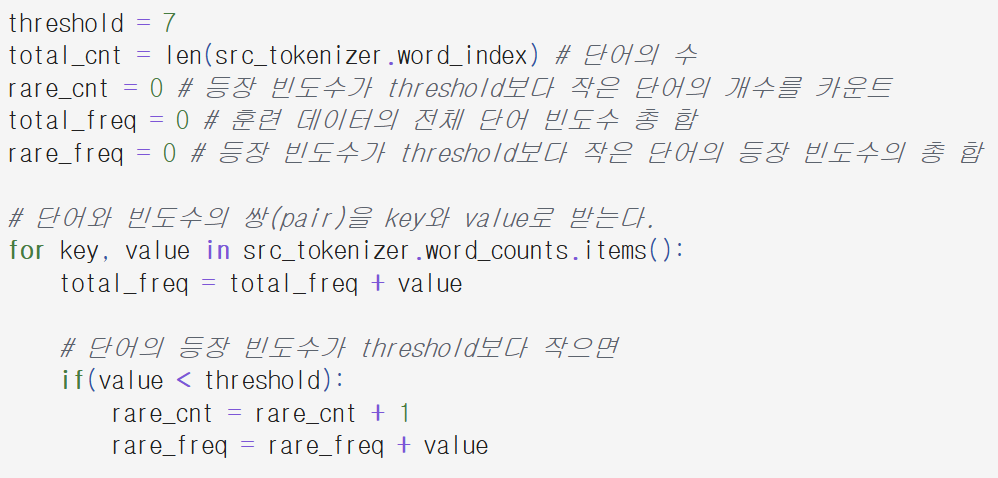 threshold = 7
total_cnt = len(src_tokenizer.word_index) # 단어의 수
rare_cnt = 0 # 등장 빈도수가 threshold보다 작은 단어의 개수를 카운트
total_freq = 0 # 훈련 데이터의 전체 단어 빈도수 총 합
rare_freq = 0 # 등장 빈도수가 threshold보다 작은 단어의 등장 빈도수의 총 합

# 단어와 빈도수의 쌍(pair)을 key와 value로 받는다.
for key, value in src_tokenizer.word_counts.items():
    total_freq = total_freq + value

    # 단어의 등장 빈도수가 threshold보다 작으면
    if(value < threshold):
        rare_cnt = rare_cnt + 1
        rare_freq = rare_freq + value